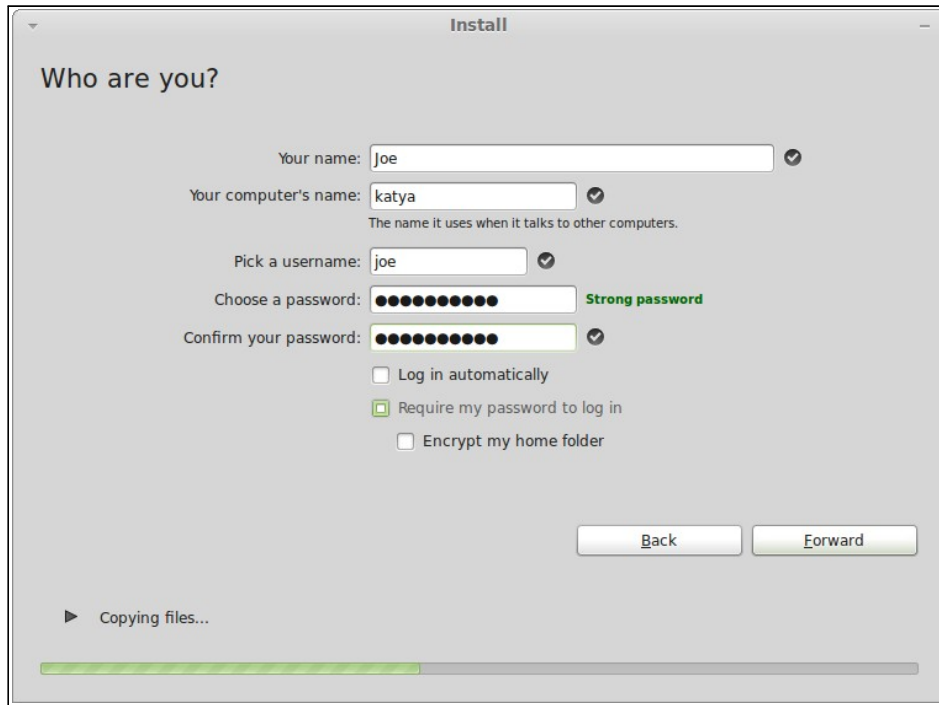 Install
Who are you?
Your name: Joe
Your computer's name: katya
The name it uses when it talks to other computers.
Pick a username: joe
Choose a password: ●●●●●●●●●● Strong password
Confirm your password: ●●●●●●●●●●
Log in automatically
Require my password to log in
Encrypt my home folder
Back Forward
Copying files...